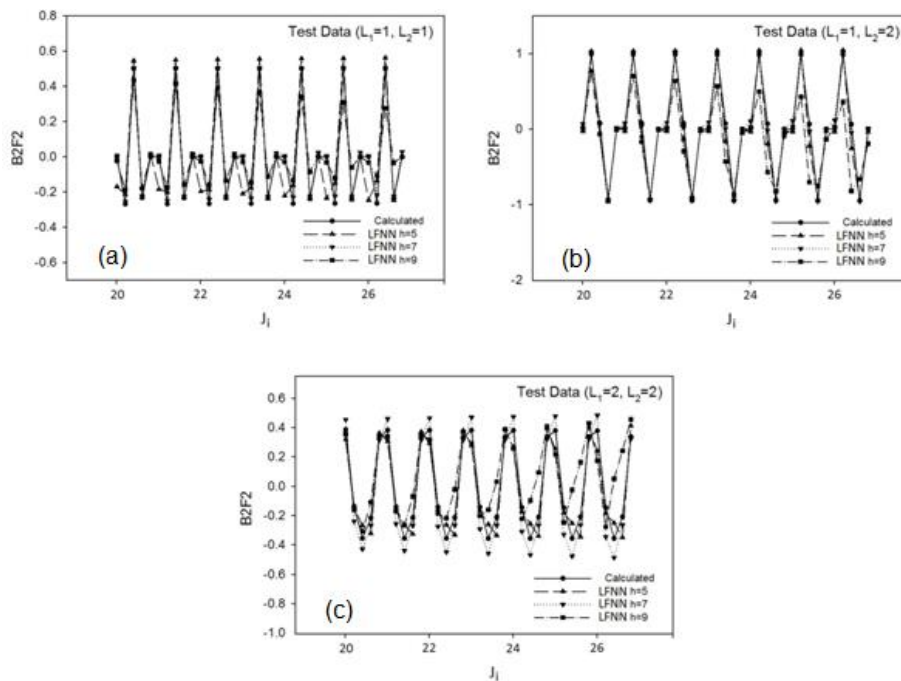 Test Data (L₁=1, L₂=1)
0.8
0.6
0.4
0.2
0.0
-0.2
-0.4
-0.6
B2F2
Calculated
LFNN h=5
LFNN h=7
LFNN h=9
(a)
20
22
24
26
Jᵢ
Test Data (L₁=1, L₂=2)
1
0
-1
-2
B2F2
Calculated
LFNN h=5
LFNN h=7
LFNN h=9
(b)
20
22
24
26
Jᵢ
Test Data (L₁=2, L₂=2)
0.6
0.4
0.2
0.0
-0.2
-0.4
-0.6
-0.8
-1.0
B2F2
Calculated
LFNN h=5
LFNN h=7
LFNN h=9
(c)
20
22
24
26
Jᵢ